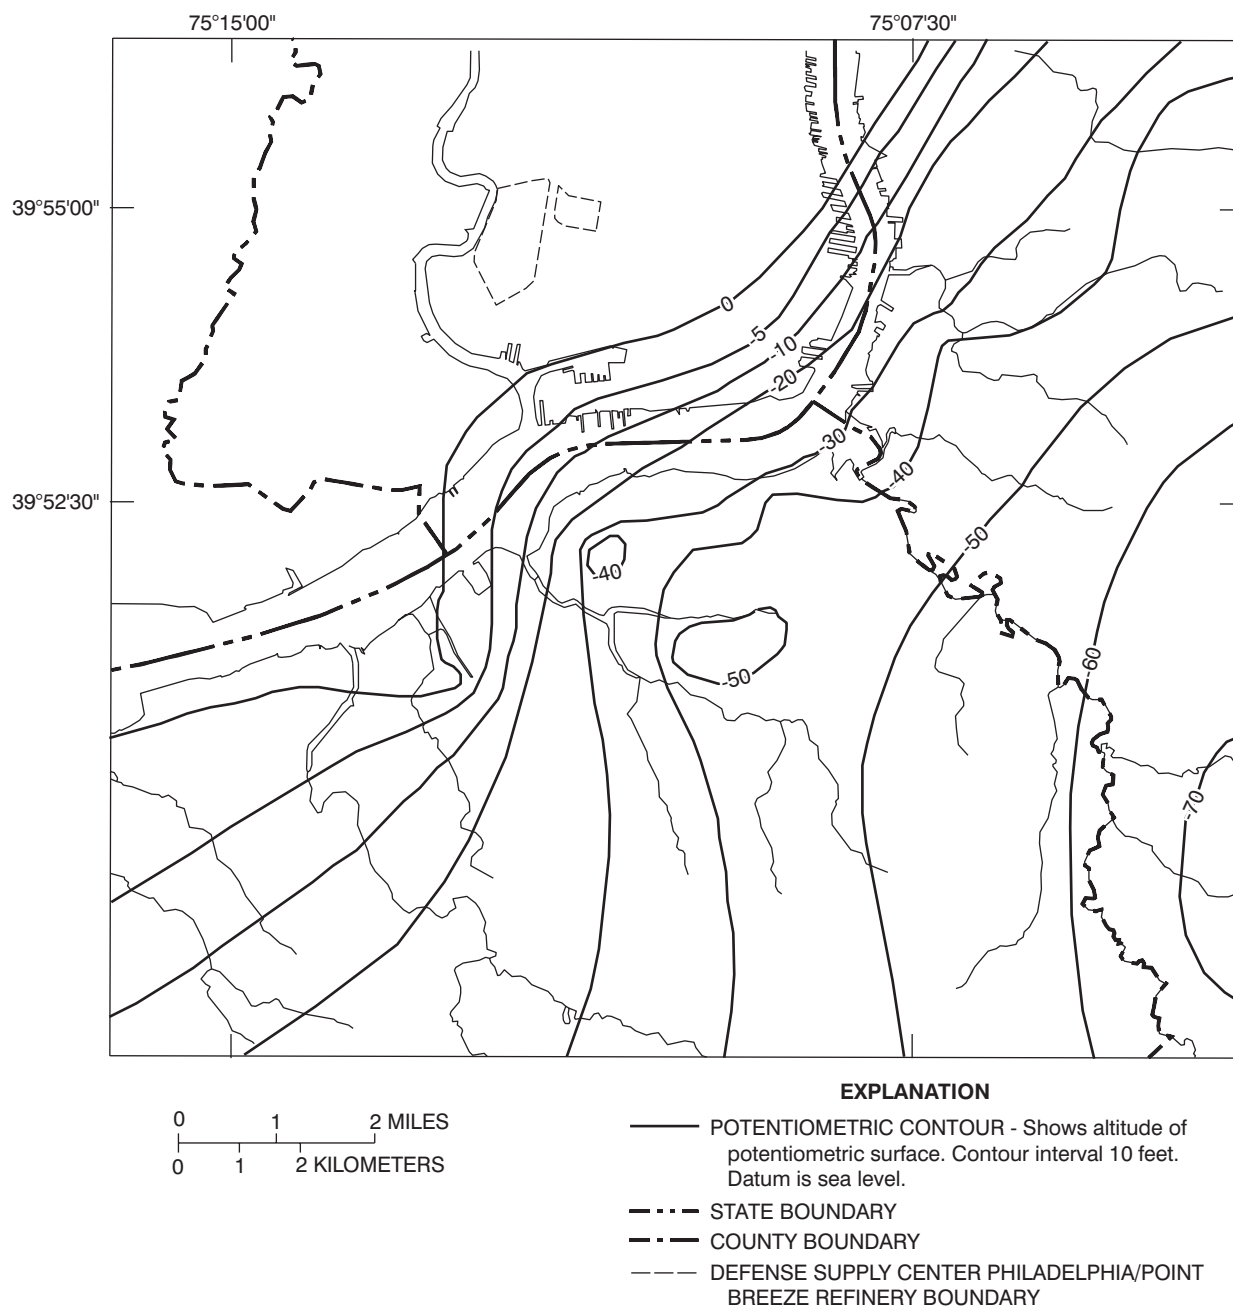 75°15'00"
75°07'30"
39°55'00"
39°52'30"
0
-5
-10
-20
-30
-40
-50
-40
-50
-60
-70
0 1 2 MILES
0 1 2 KILOMETERS
EXPLANATION
POTENTIOMETRIC CONTOUR - Shows altitude of
potentiometric surface. Contour interval 10 feet.
Datum is sea level.
STATE BOUNDARY
COUNTY BOUNDARY
DEFENSE SUPPLY CENTER PHILADELPHIA/POINT
BREEZE REFINERY BOUNDARY